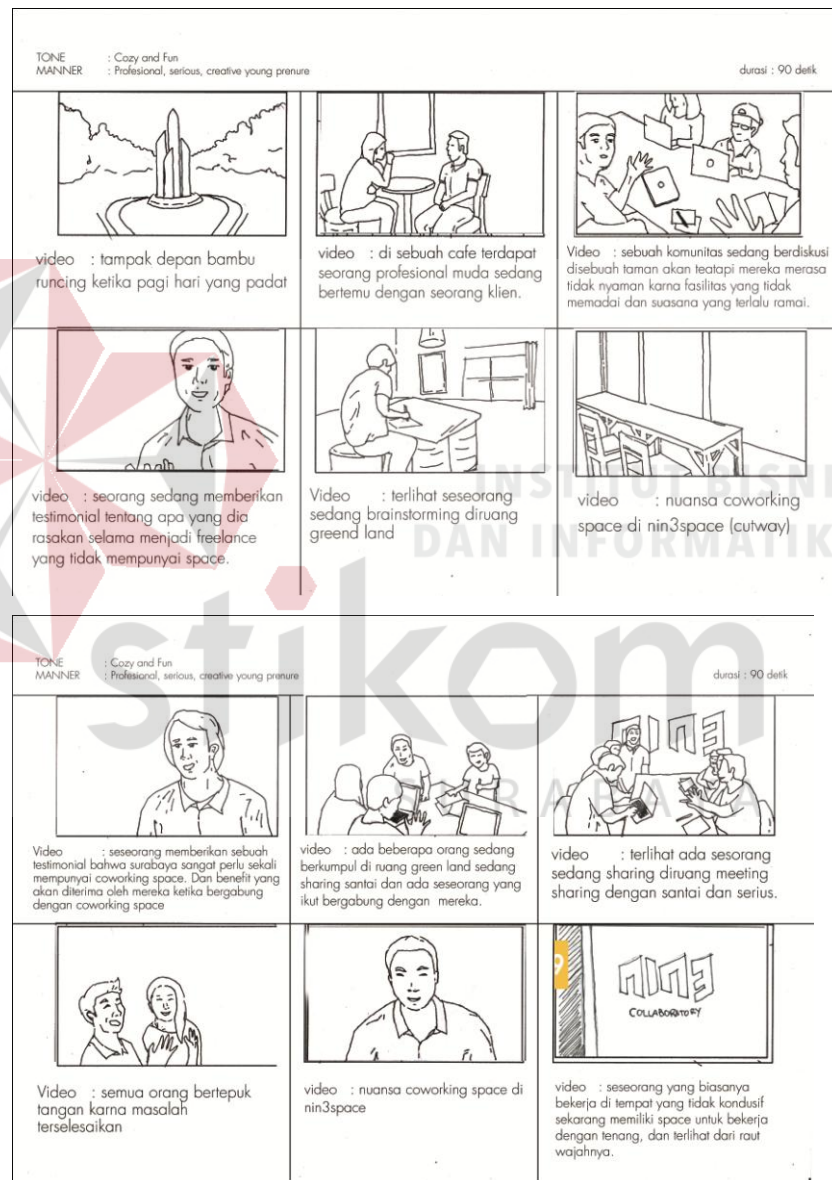 TONE : Cozy and Fun
MANNER : Profesional, serious, creative young prenure
durasi : 90 detik
video : tampak depan bambu
runcing ketika pagi hari yang padat
video : di sebuah cafe terdapat
seorang profesional muda sedang
bertemu dengan seorang klien.
Video : sebuah komunitas sedang berdiskusi
disebuah taman akan teatapi mereka merasa
tidak nyaman karna fasilitas yang tidak
memadai dan suasana yang terlalu ramai.
video : seorang sedang memberikan
testimonial tentang apa yang dia
rasakan selama menjadi freelance
yang tidak mempunyai space.
Video : terlihat seseorang
sedang brainstorming diruang
greend land
video : nuansa coworking
space di nin3space (cutway)
INSTITUT BISNI
DAN INFORMATIK
stikom
SURABAYA
TONE : Cozy and Fun
MANNER : Profesional, serious, creative young prenure
durasi : 90 detik
Video : seseorang memberikan sebuah
testimonial bahwa surabaya sangat perlu sekali
mempunyai coworking space. Dan benefit yang
akan diterima oleh mereka ketika bergabung
dengan coworking space
video : ada beberapa orang sedang
berkumpul di ruang green land sedang
sharing santai dan ada seseorang yang
ikut bergabung dengan mereka.
NIN3
video : terlihat ada sesorang
sedang sharing diruang meeting
sharing dengan santai dan serius.
Video : semua orang bertepuk
tangan karna masalah
terselesaikan
video : nuansa coworking space di
nin3space
9
NIN3
COLLABORATORY
video : seseorang yang biasanya
bekerja di tempat yang tidak kondusif
sekarang memiliki space untuk bekerja
dengan tenang, dan terlihat dari raut
wajahnya.